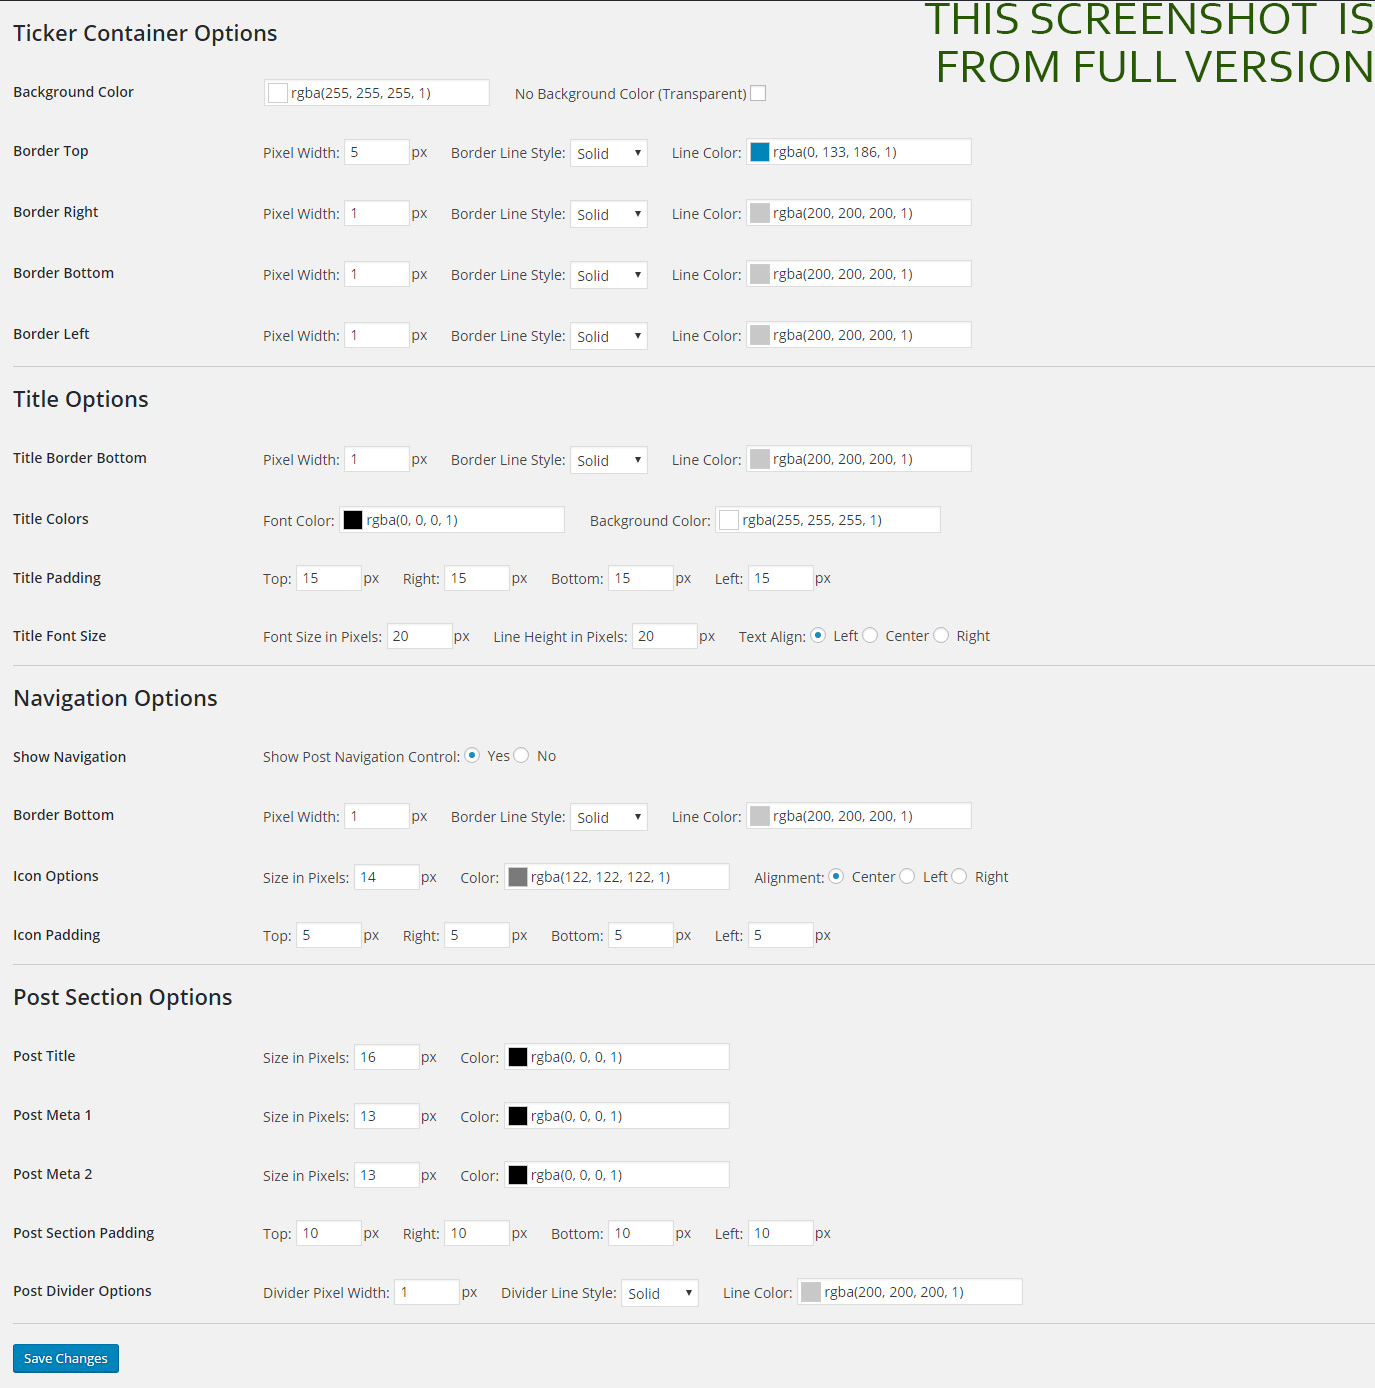 THIS SCREENSHOT IS
FROM FULL VERSION
Ticker Container Options
Background Color rgba(255, 255, 255, 1) No Background Color (Transparent)
Border Top Pixel Width: 5 px Border Line Style: Solid Line Color: rgba(0, 133, 186, 1)
Border Right Pixel Width: 1 px Border Line Style: Solid Line Color: rgba(200, 200, 200, 1)
Border Bottom Pixel Width: 1 px Border Line Style: Solid Line Color: rgba(200, 200, 200, 1)
Border Left Pixel Width: 1 px Border Line Style: Solid Line Color: rgba(200, 200, 200, 1)
Title Options
Title Border Bottom Pixel Width: 1 px Border Line Style: Solid Line Color: rgba(200, 200, 200, 1)
Title Colors Font Color: rgba(0, 0, 0, 1) Background Color: rgba(255, 255, 255, 1)
Title Padding Top: 15 px Right: 15 px Bottom: 15 px Left: 15 px
Title Font Size Font Size in Pixels: 20 px Line Height in Pixels: 20 px Text Align: Left Center Right
Navigation Options
Show Navigation Show Post Navigation Control: Yes No
Border Bottom Pixel Width: 1 px Border Line Style: Solid Line Color: rgba(200, 200, 200, 1)
Icon Options Size in Pixels: 14 px Color: rgba(122, 122, 122, 1) Alignment: Center Left Right
Icon Padding Top: 5 px Right: 5 px Bottom: 5 px Left: 5 px
Post Section Options
Post Title Size in Pixels: 16 px Color: rgba(0, 0, 0, 1)
Post Meta 1 Size in Pixels: 13 px Color: rgba(0, 0, 0, 1)
Post Meta 2 Size in Pixels: 13 px Color: rgba(0, 0, 0, 1)
Post Section Padding Top: 10 px Right: 10 px Bottom: 10 px Left: 10 px
Post Divider Options Divider Pixel Width: 1 px Divider Line Style: Solid Line Color: rgba(200, 200, 200, 1)
Save Changes